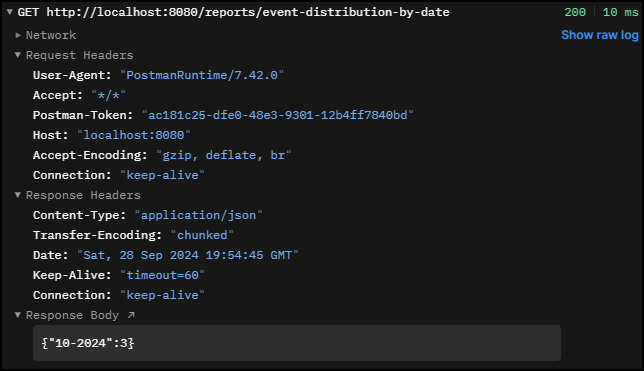 GET http://localhost:8080/reports/event-distribution-by-date 200 10 ms
Network Show raw log
Request Headers
User-Agent: "PostmanRuntime/7.42.0"
Accept: "*/*"
Postman-Token: "ac181c25-dfe0-48e3-9301-12b4ff7840bd"
Host: "localhost:8080"
Accept-Encoding: "gzip, deflate, br"
Connection: "keep-alive"
Response Headers
Content-Type: "application/json"
Transfer-Encoding: "chunked"
Date: "Sat, 28 Sep 2024 19:54:45 GMT"
Keep-Alive: "timeout=60"
Connection: "keep-alive"
Response Body ↗
{"10-2024":3}